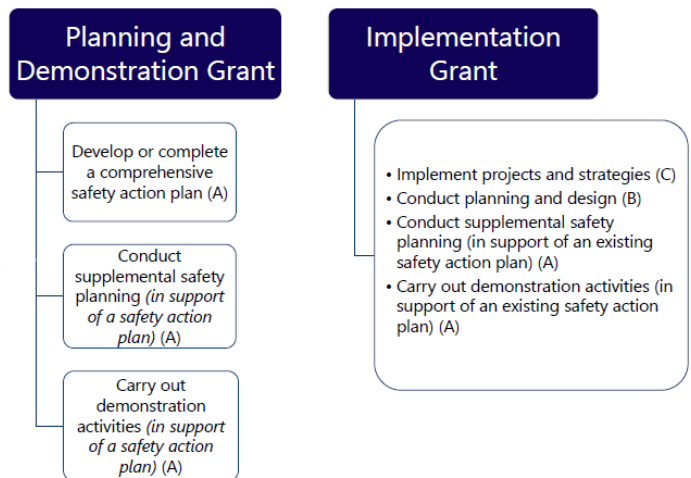 Planning and
Demonstration Grant
Develop or complete
a comprehensive
safety action plan (A)
Conduct
supplemental safety
planning (in support
of a safety action
plan) (A)
Carry out
demonstration
activities (in support
of a safety action
plan) (A)
Implementation
Grant
• Implement projects and strategies (C)
• Conduct planning and design (B)
• Conduct supplemental safety
planning (in support of an existing
safety action plan) (A)
• Carry out demonstration activities (in
support of an existing safety action
plan) (A)